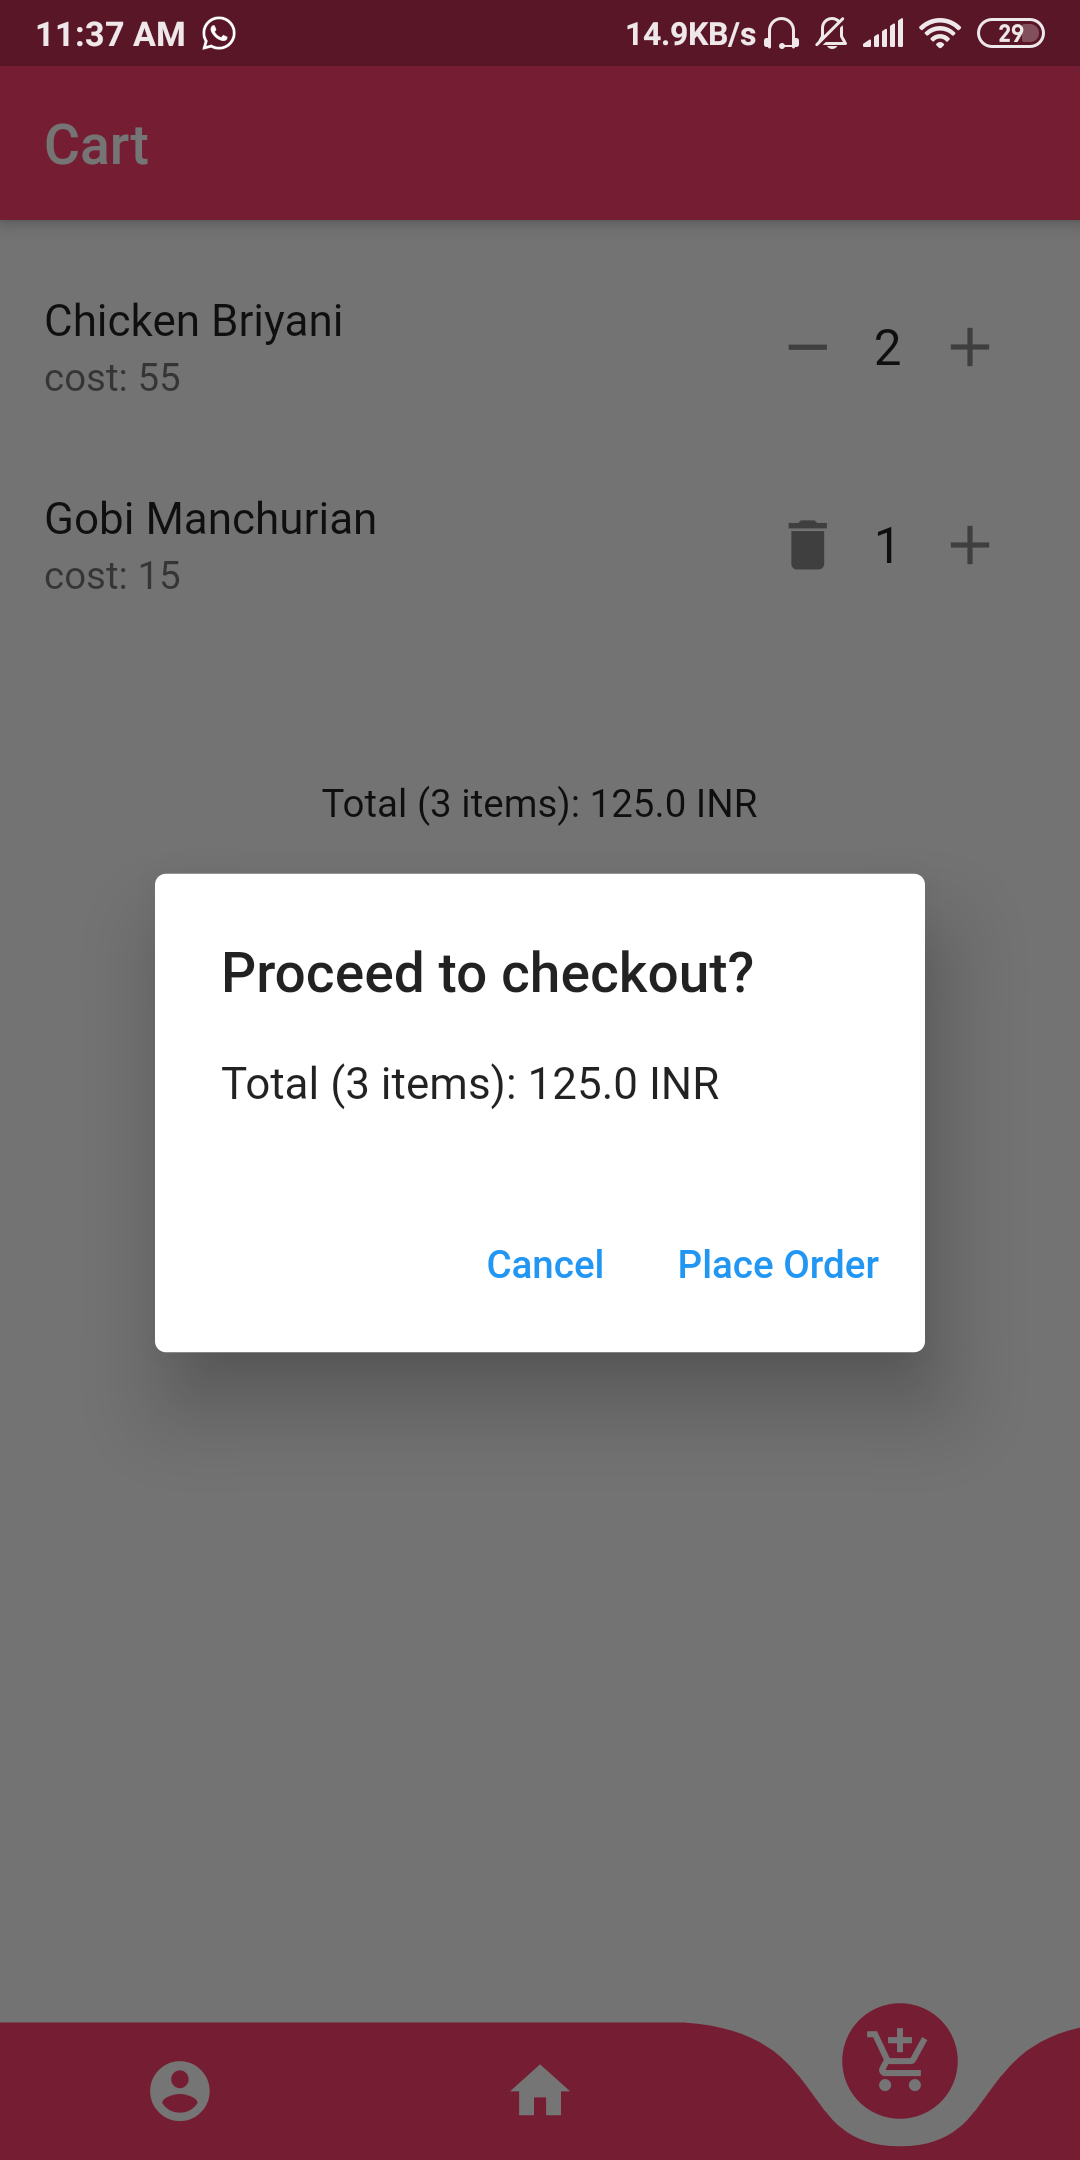 11:37 AM 14.9KB/s 29
Cart
Chicken Briyani
cost: 55
2
Gobi Manchurian
cost: 15
1
Total (3 items): 125.0 INR
Proceed to checkout?
Total (3 items): 125.0 INR
Cancel Place Order